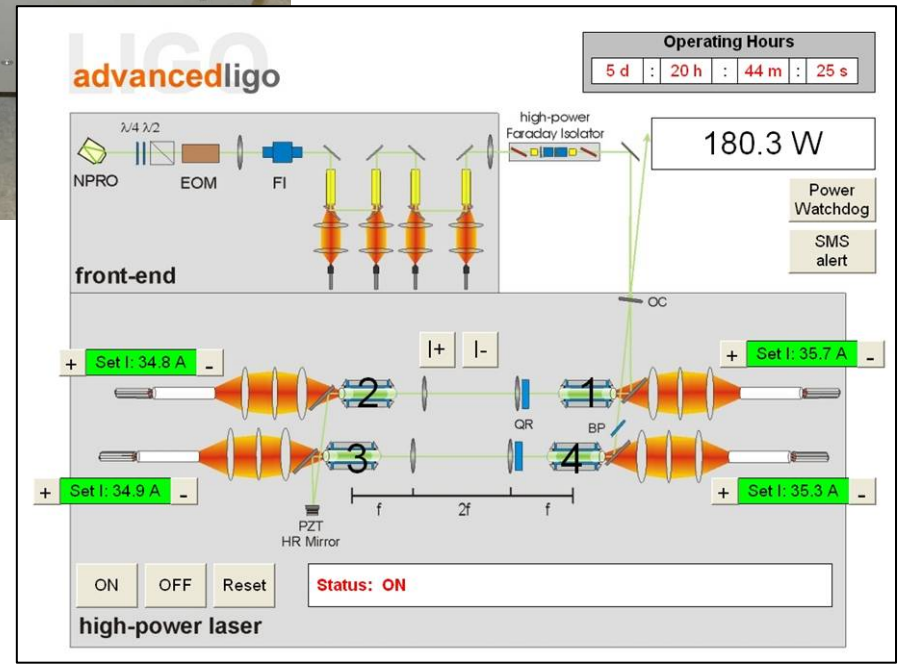 LIGO
advancedligo
Operating Hours
5 d : 20 h : 44 m : 25 s
high-power
Faraday Isolator
180.3 W
λ/4 λ/2
NPRO
EOM
FI
Power
Watchdog
SMS
alert
front-end
OC
+ Set I: 34.8 A -
I+ I-
+ Set I: 35.7 A -
2
1
QR
BP
3
4
+ Set I: 34.9 A -
+ Set I: 35.3 A -
f 2f f
PZT
HR Mirror
ON OFF Reset
Status: ON
high-power laser